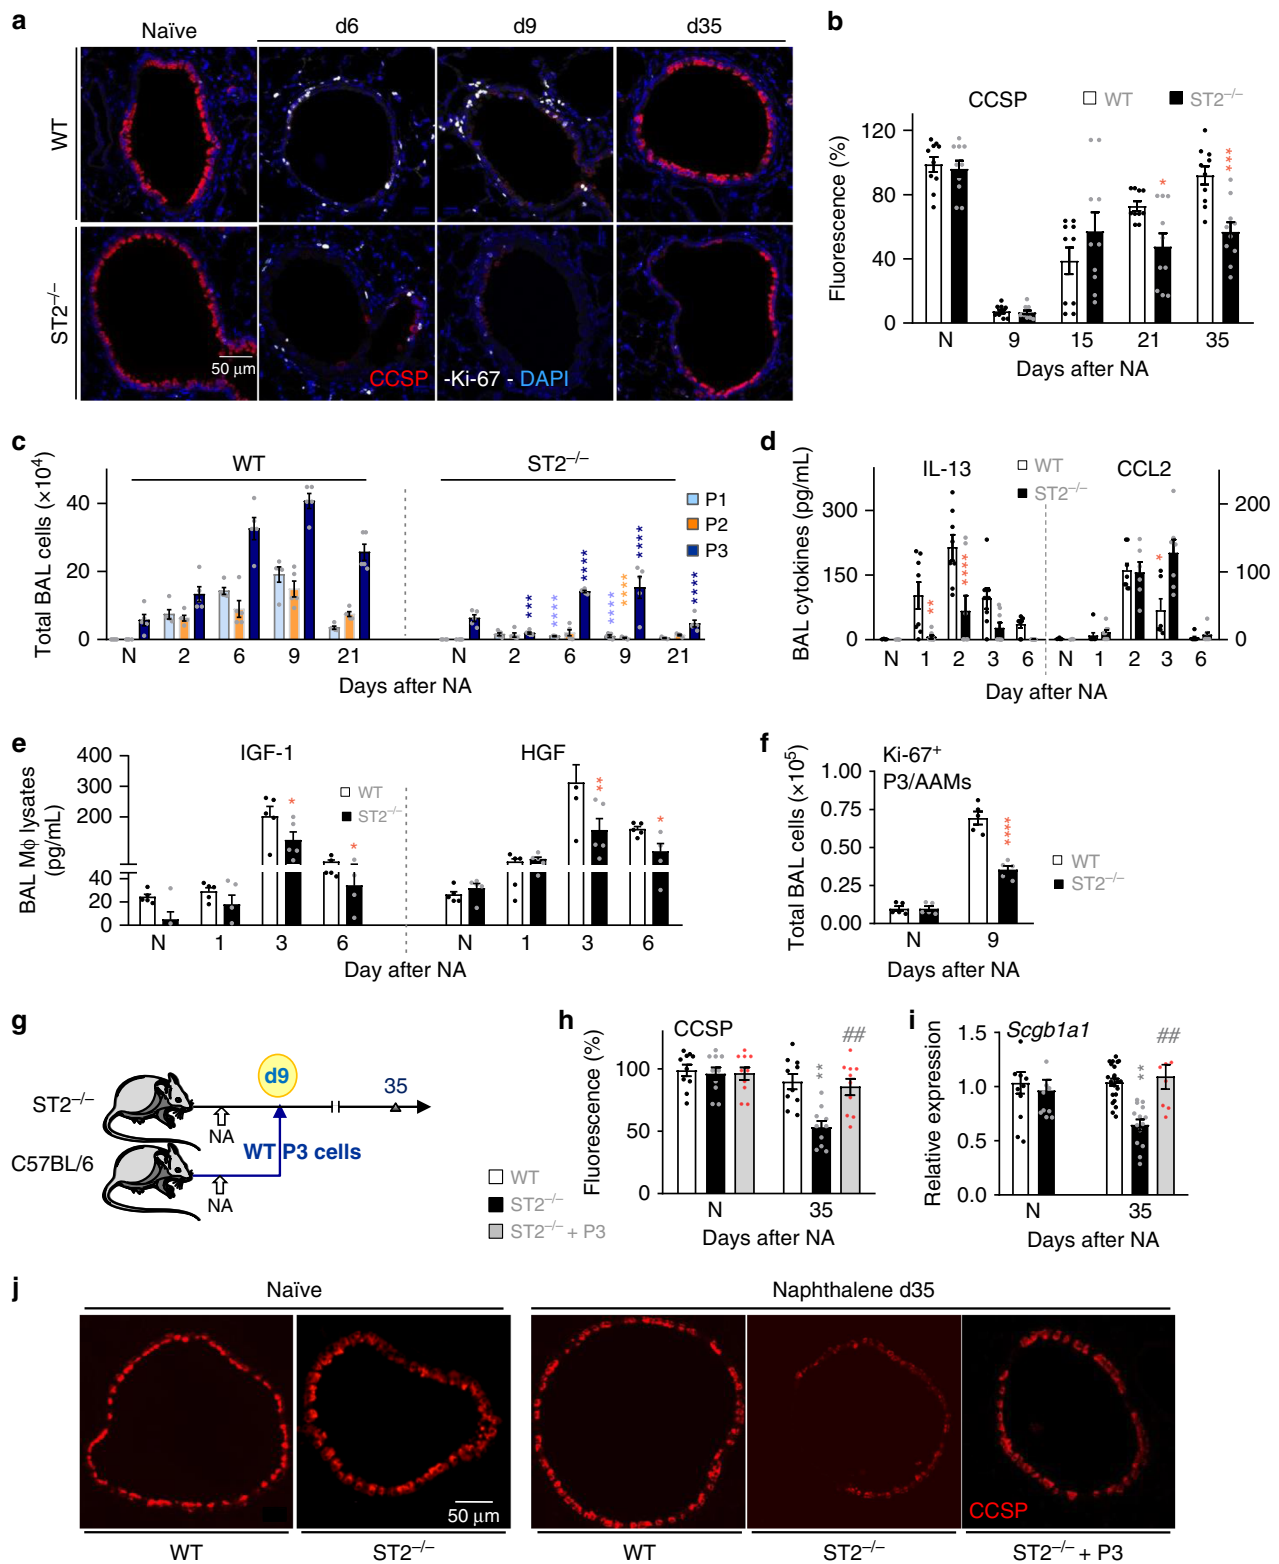 a
Naïve
d6
d9
d35
WT
ST2–/–
50 µm
CCSP -Ki-67 - DAPI
b
CCSP
WT
ST2–/–
Fluorescence (%)
120
80
40
0
*
***
N 9 15 21 35
Days after NA
c
WT
ST2–/–
Total BAL cells (×10⁴)
40
20
0
P1
P2
P3
***
****
****
****
****
****
****
N 2 6 9 21
N 2 6 9 21
Days after NA
d
IL-13
WT
ST2–/–
CCL2
BAL cytokines (pg/mL)
300
150
0
200
100
0
**
****
*
N 1 2 3 6
N 1 2 3 6
Day after NA
e
IGF-1
HGF
WT
ST2–/–
BAL Mϕ lysates
(pg/mL)
400
300
200
40
20
0
*
*
**
*
N 1 3 6
N 1 3 6
Day after NA
f
Ki-67+
P3/AAMs
Total BAL cells (×10⁵)
1.00
0.75
0.50
0.25
0.00
****
WT
ST2–/–
N 9
Days after NA
g
d9
35
ST2–/–
NA
WT P3 cells
C57BL/6
NA
WT
ST2–/–
ST2–/– + P3
h
CCSP
Fluorescence (%)
100
50
0
**
##
N 35
Days after NA
i
Scgb1a1
Relative expression
1.5
1.0
0.5
0.0
**
##
N 35
Days after NA
j
Naïve
Naphthalene d35
50 µm
CCSP
WT
ST2–/–
WT
ST2–/–
ST2–/– + P3